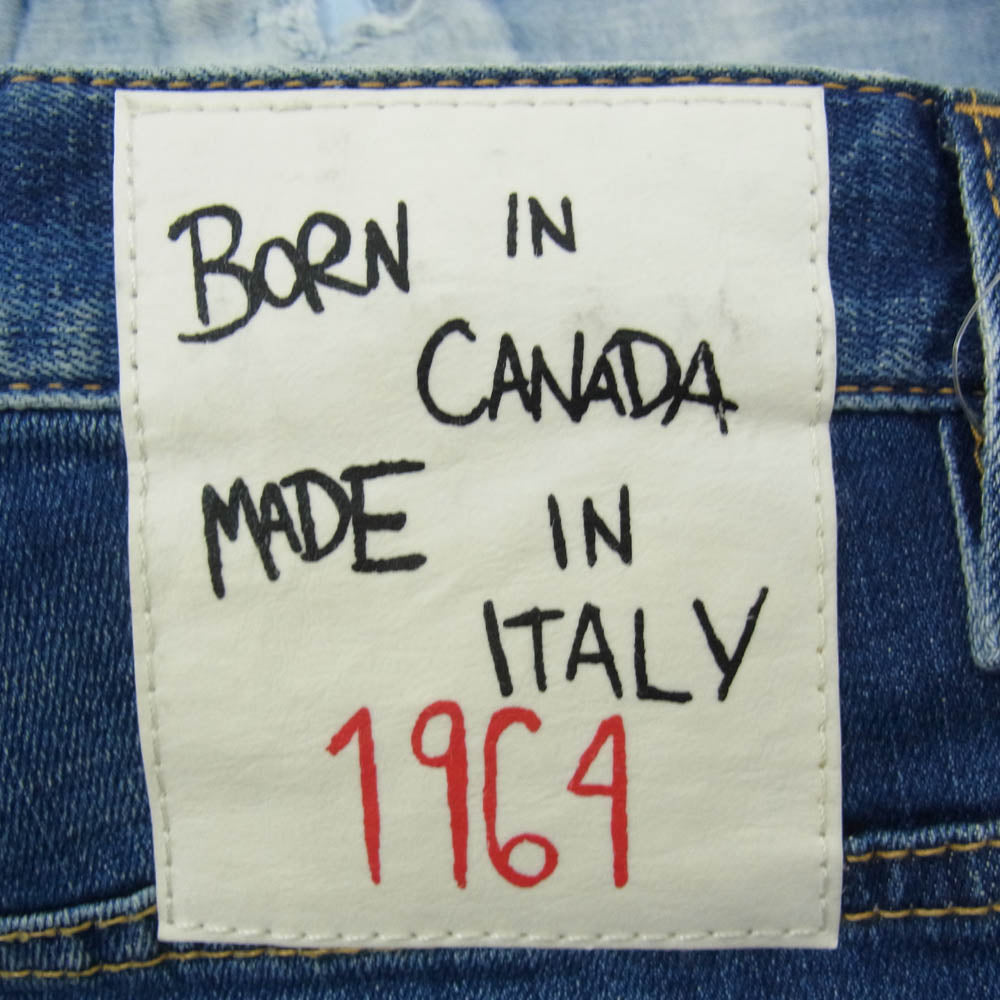 BORN IN
CANADA
MADE IN
ITALY
1964